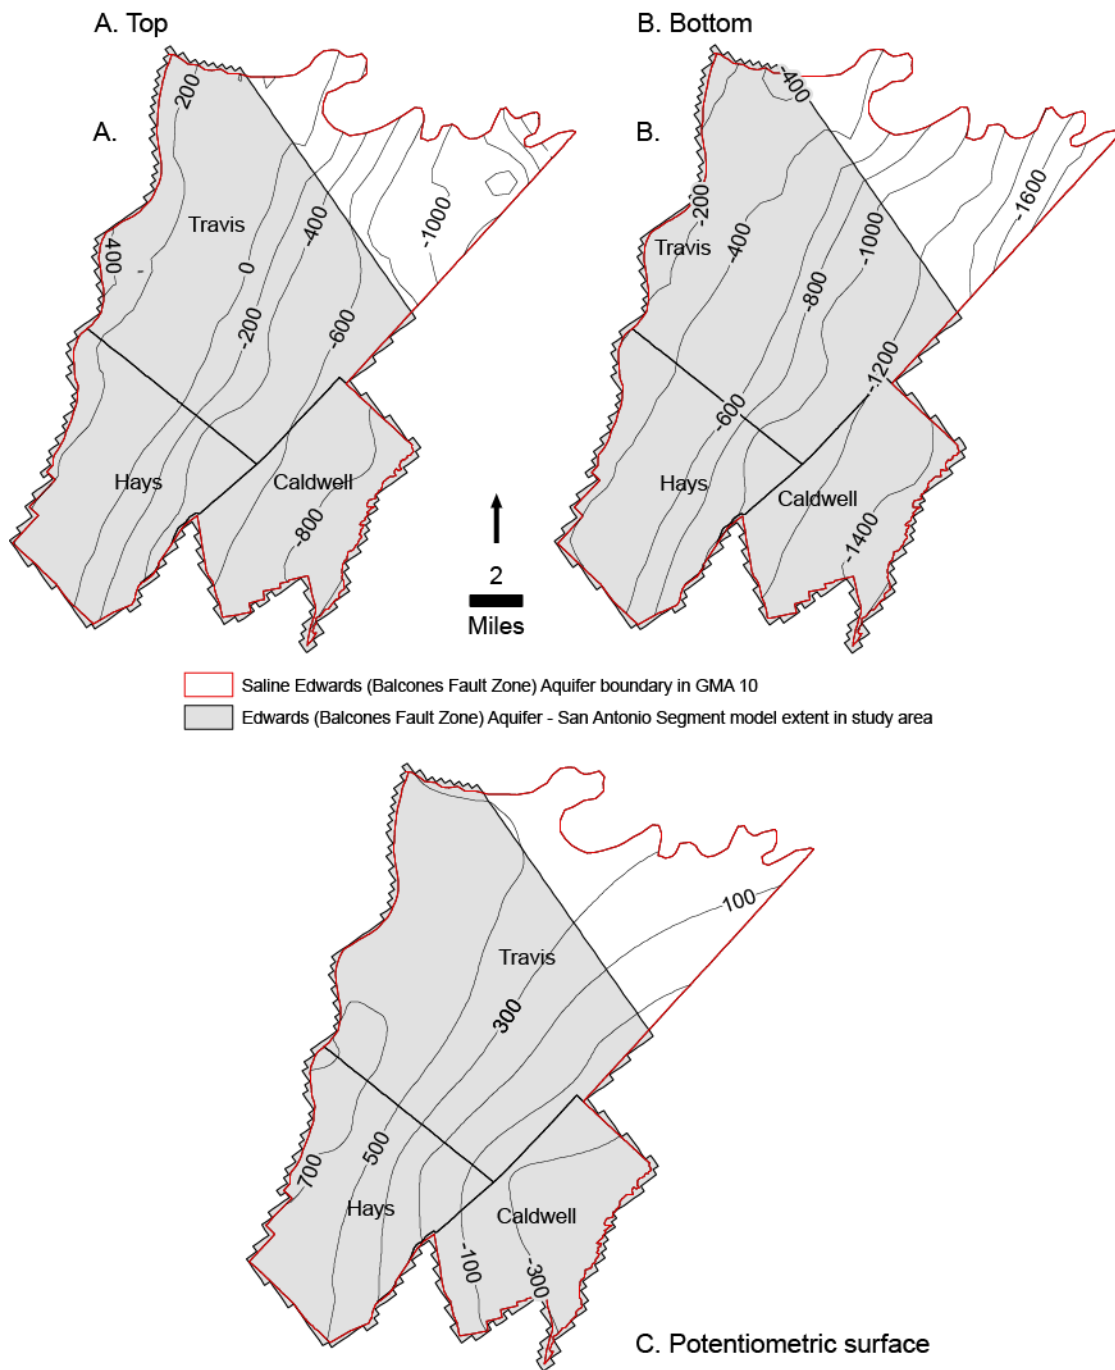 A. Top
B. Bottom
A.
B.
200
400
Travis
0
-200
-400
-600
-1000
Hays
Caldwell
-800
-400
-200
Travis
-400
-600
-800
-1000
-1200
-1600
Hays
Caldwell
-1400
2
Miles
Saline Edwards (Balcones Fault Zone) Aquifer boundary in GMA 10
Edwards (Balcones Fault Zone) Aquifer - San Antonio Segment model extent in study area
100
Travis
300
500
700
Hays
Caldwell
-100
-300
C. Potentiometric surface